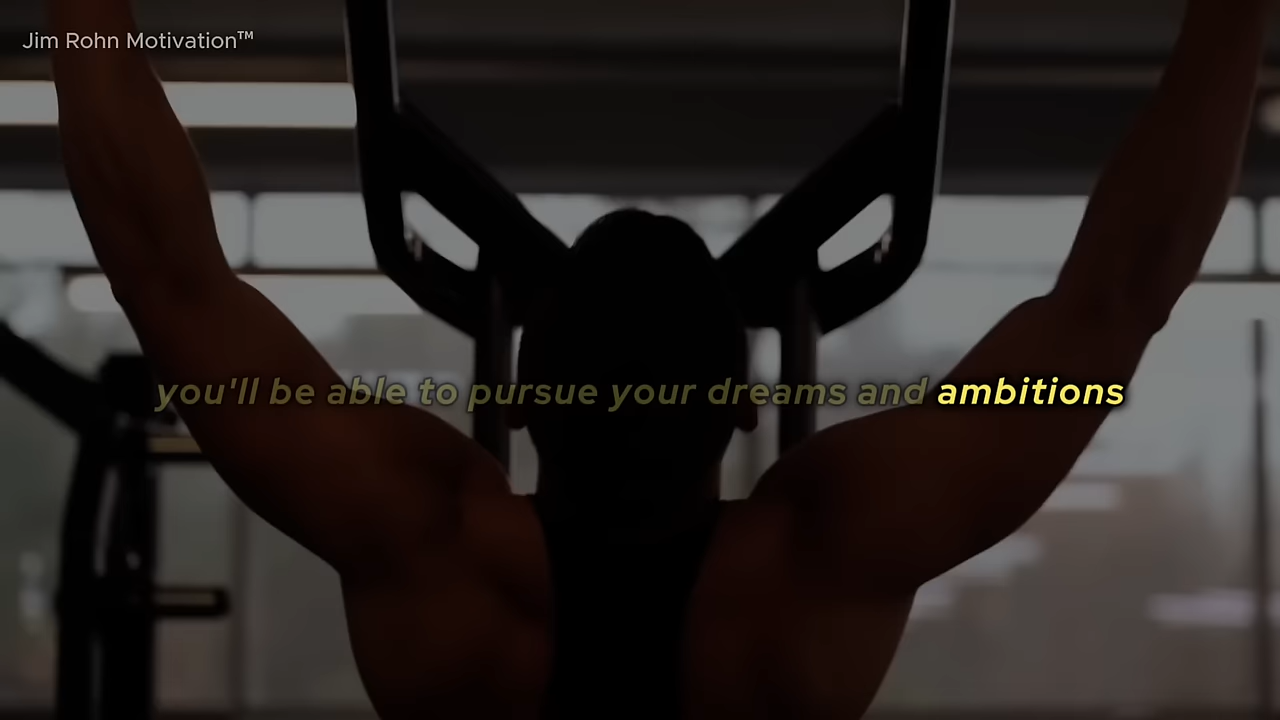 Jim Rohn Motivation™
you'll be able to pursue your dreams and ambitions